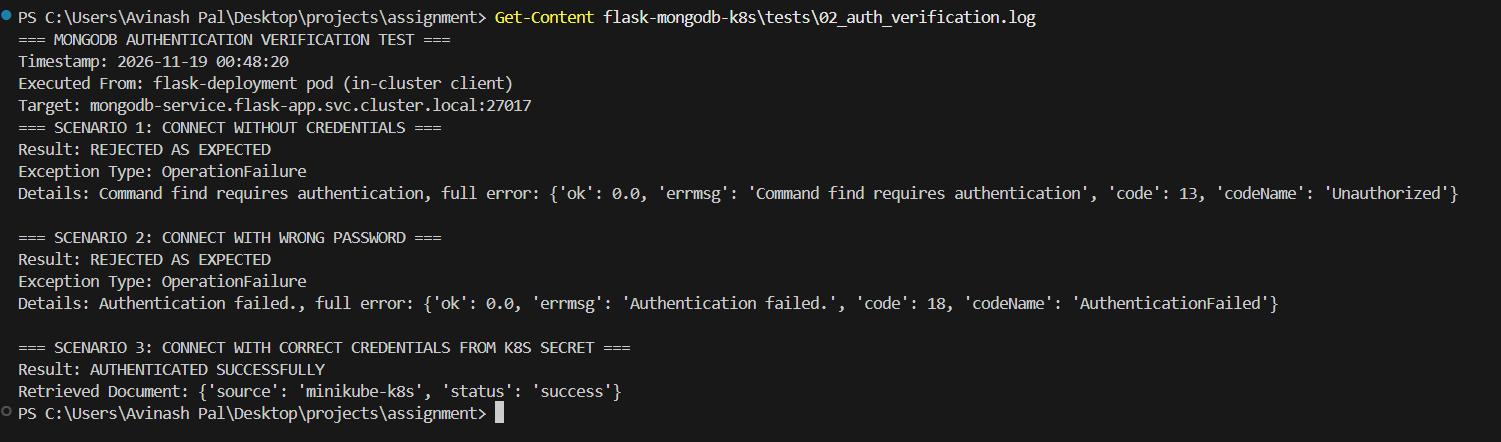 PS C:\Users\Avinash Pal\Desktop\projects\assignment> Get-Content flask-mongodb-k8s\tests\02_auth_verification.log
=== MONGODB AUTHENTICATION VERIFICATION TEST ===
Timestamp: 2026-11-19 00:48:20
Executed From: flask-deployment pod (in-cluster client)
Target: mongodb-service.flask-app.svc.cluster.local:27017
=== SCENARIO 1: CONNECT WITHOUT CREDENTIALS ===
Result: REJECTED AS EXPECTED
Exception Type: OperationFailure
Details: Command find requires authentication, full error: {'ok': 0.0, 'errmsg': 'Command find requires authentication', 'code': 13, 'codeName': 'Unauthorized'}
=== SCENARIO 2: CONNECT WITH WRONG PASSWORD ===
Result: REJECTED AS EXPECTED
Exception Type: OperationFailure
Details: Authentication failed., full error: {'ok': 0.0, 'errmsg': 'Authentication failed.', 'code': 18, 'codeName': 'AuthenticationFailed'}
=== SCENARIO 3: CONNECT WITH CORRECT CREDENTIALS FROM K8S SECRET ===
Result: AUTHENTICATED SUCCESSFULLY
Retrieved Document: {'source': 'minikube-k8s', 'status': 'success'}
PS C:\Users\Avinash Pal\Desktop\projects\assignment>